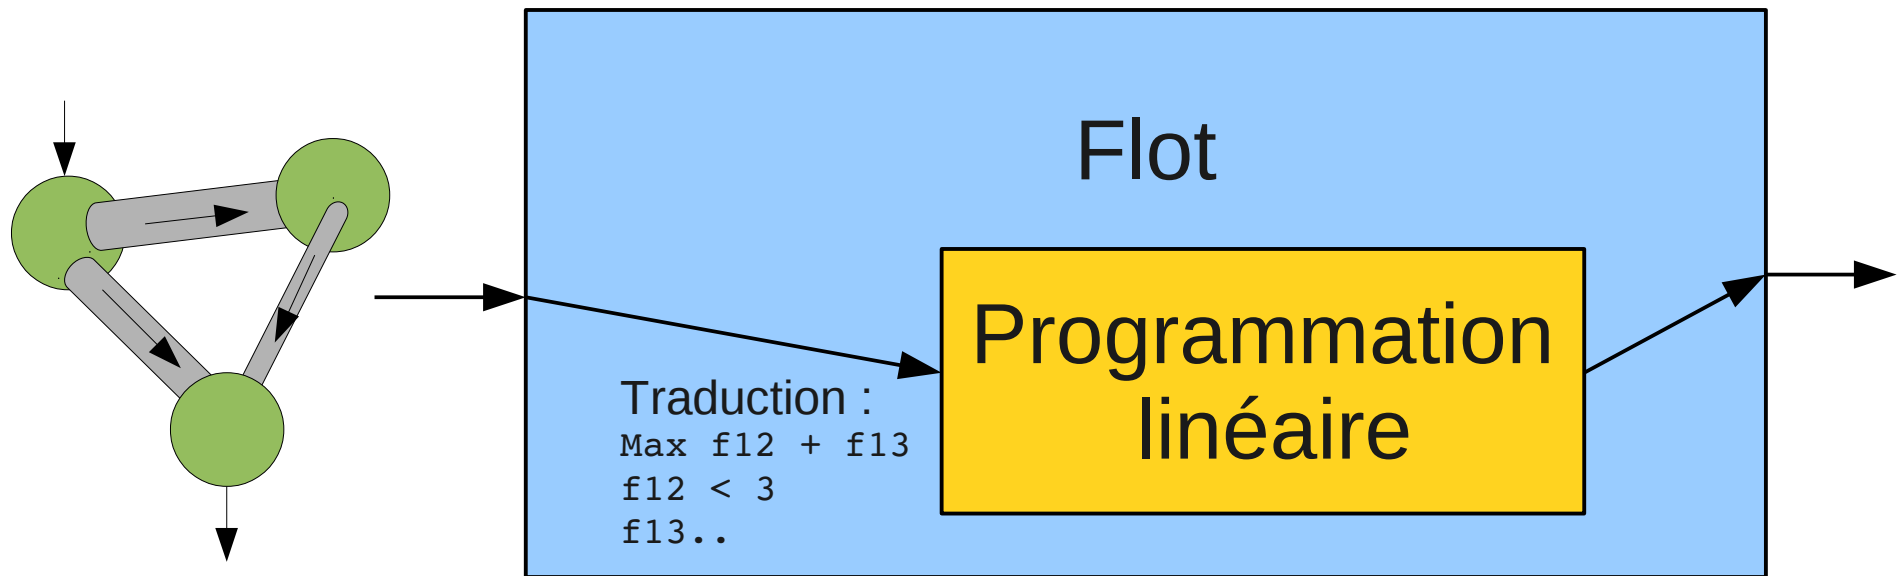 Flot
Programmation
linéaire
Traduction :
Max f12 + f13
f12 < 3
f13..